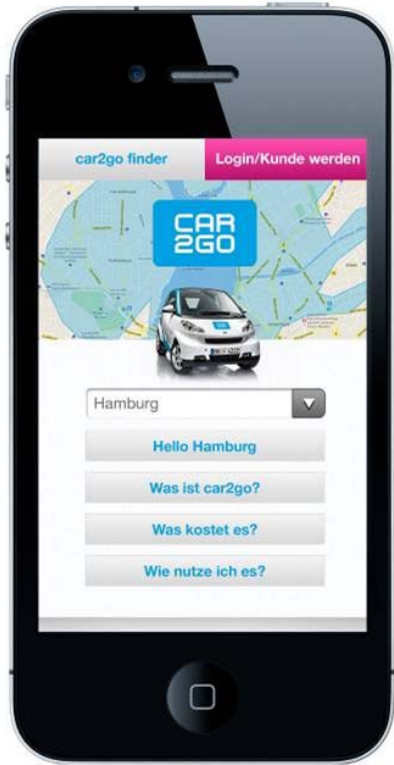 car2go finder
Login/Kunde werden
CAR
2GO
Hamburg
Hello Hamburg
Was ist car2go?
Was kostet es?
Wie nutze ich es?